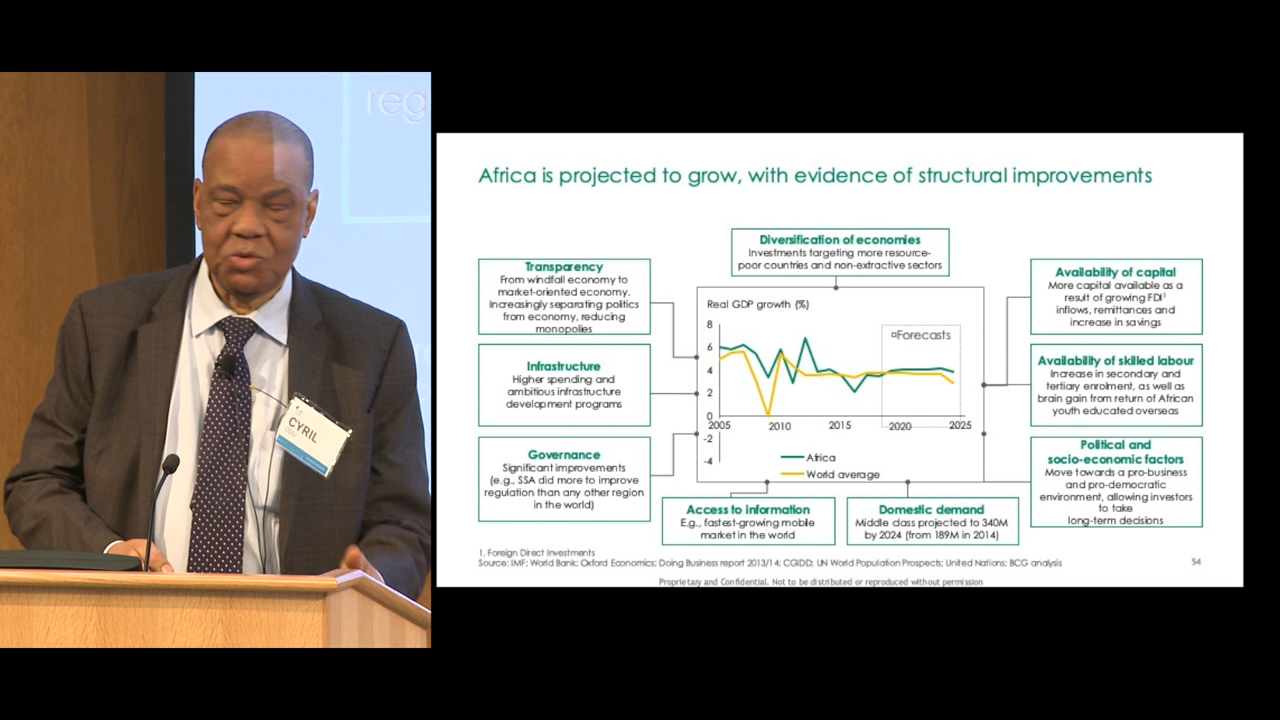 reg
CYRIL
Africa is projected to grow, with evidence of structural improvements
Diversification of economies
Investments targeting more resource-
poor countries and non-extractive sectors
Transparency
From windfall economy to
market-oriented economy.
Increasingly separating politics
from economy, reducing
monopolies
Infrastructure
Higher spending and
ambitious infrastructure
development programs
Governance
Significant improvements
(e.g., SSA did more to improve
regulation than any other region
in the world)
Real GDP growth (%)
¤Forecasts
8
6
4
2
0
-2
-4
2005 2010 2015 2020 2025
Africa
World average
Access to information
E.g., fastest-growing mobile
market in the world
Domestic demand
Middle class projected to 340M
by 2024 (from 189M in 2014)
Availability of capital
More capital available as a
result of growing FDI¹
inflows, remittances and
increase in savings
Availability of skilled labour
Increase in secondary and
tertiary enrolment, as well as
brain gain from return of African
youth educated overseas
Political and
socio-economic factors
Move towards a pro-business
and pro-democratic
environment, allowing investors
to take
long-term decisions
1. Foreign Direct Investments
Source: IMF; World Bank; Oxford Economics; Doing Business report 2013/14; CGIDD; UN World Population Prospects; United Nations; BCG analysis
54
Proprietary and Confidential. Not to be distributed or reproduced without permission